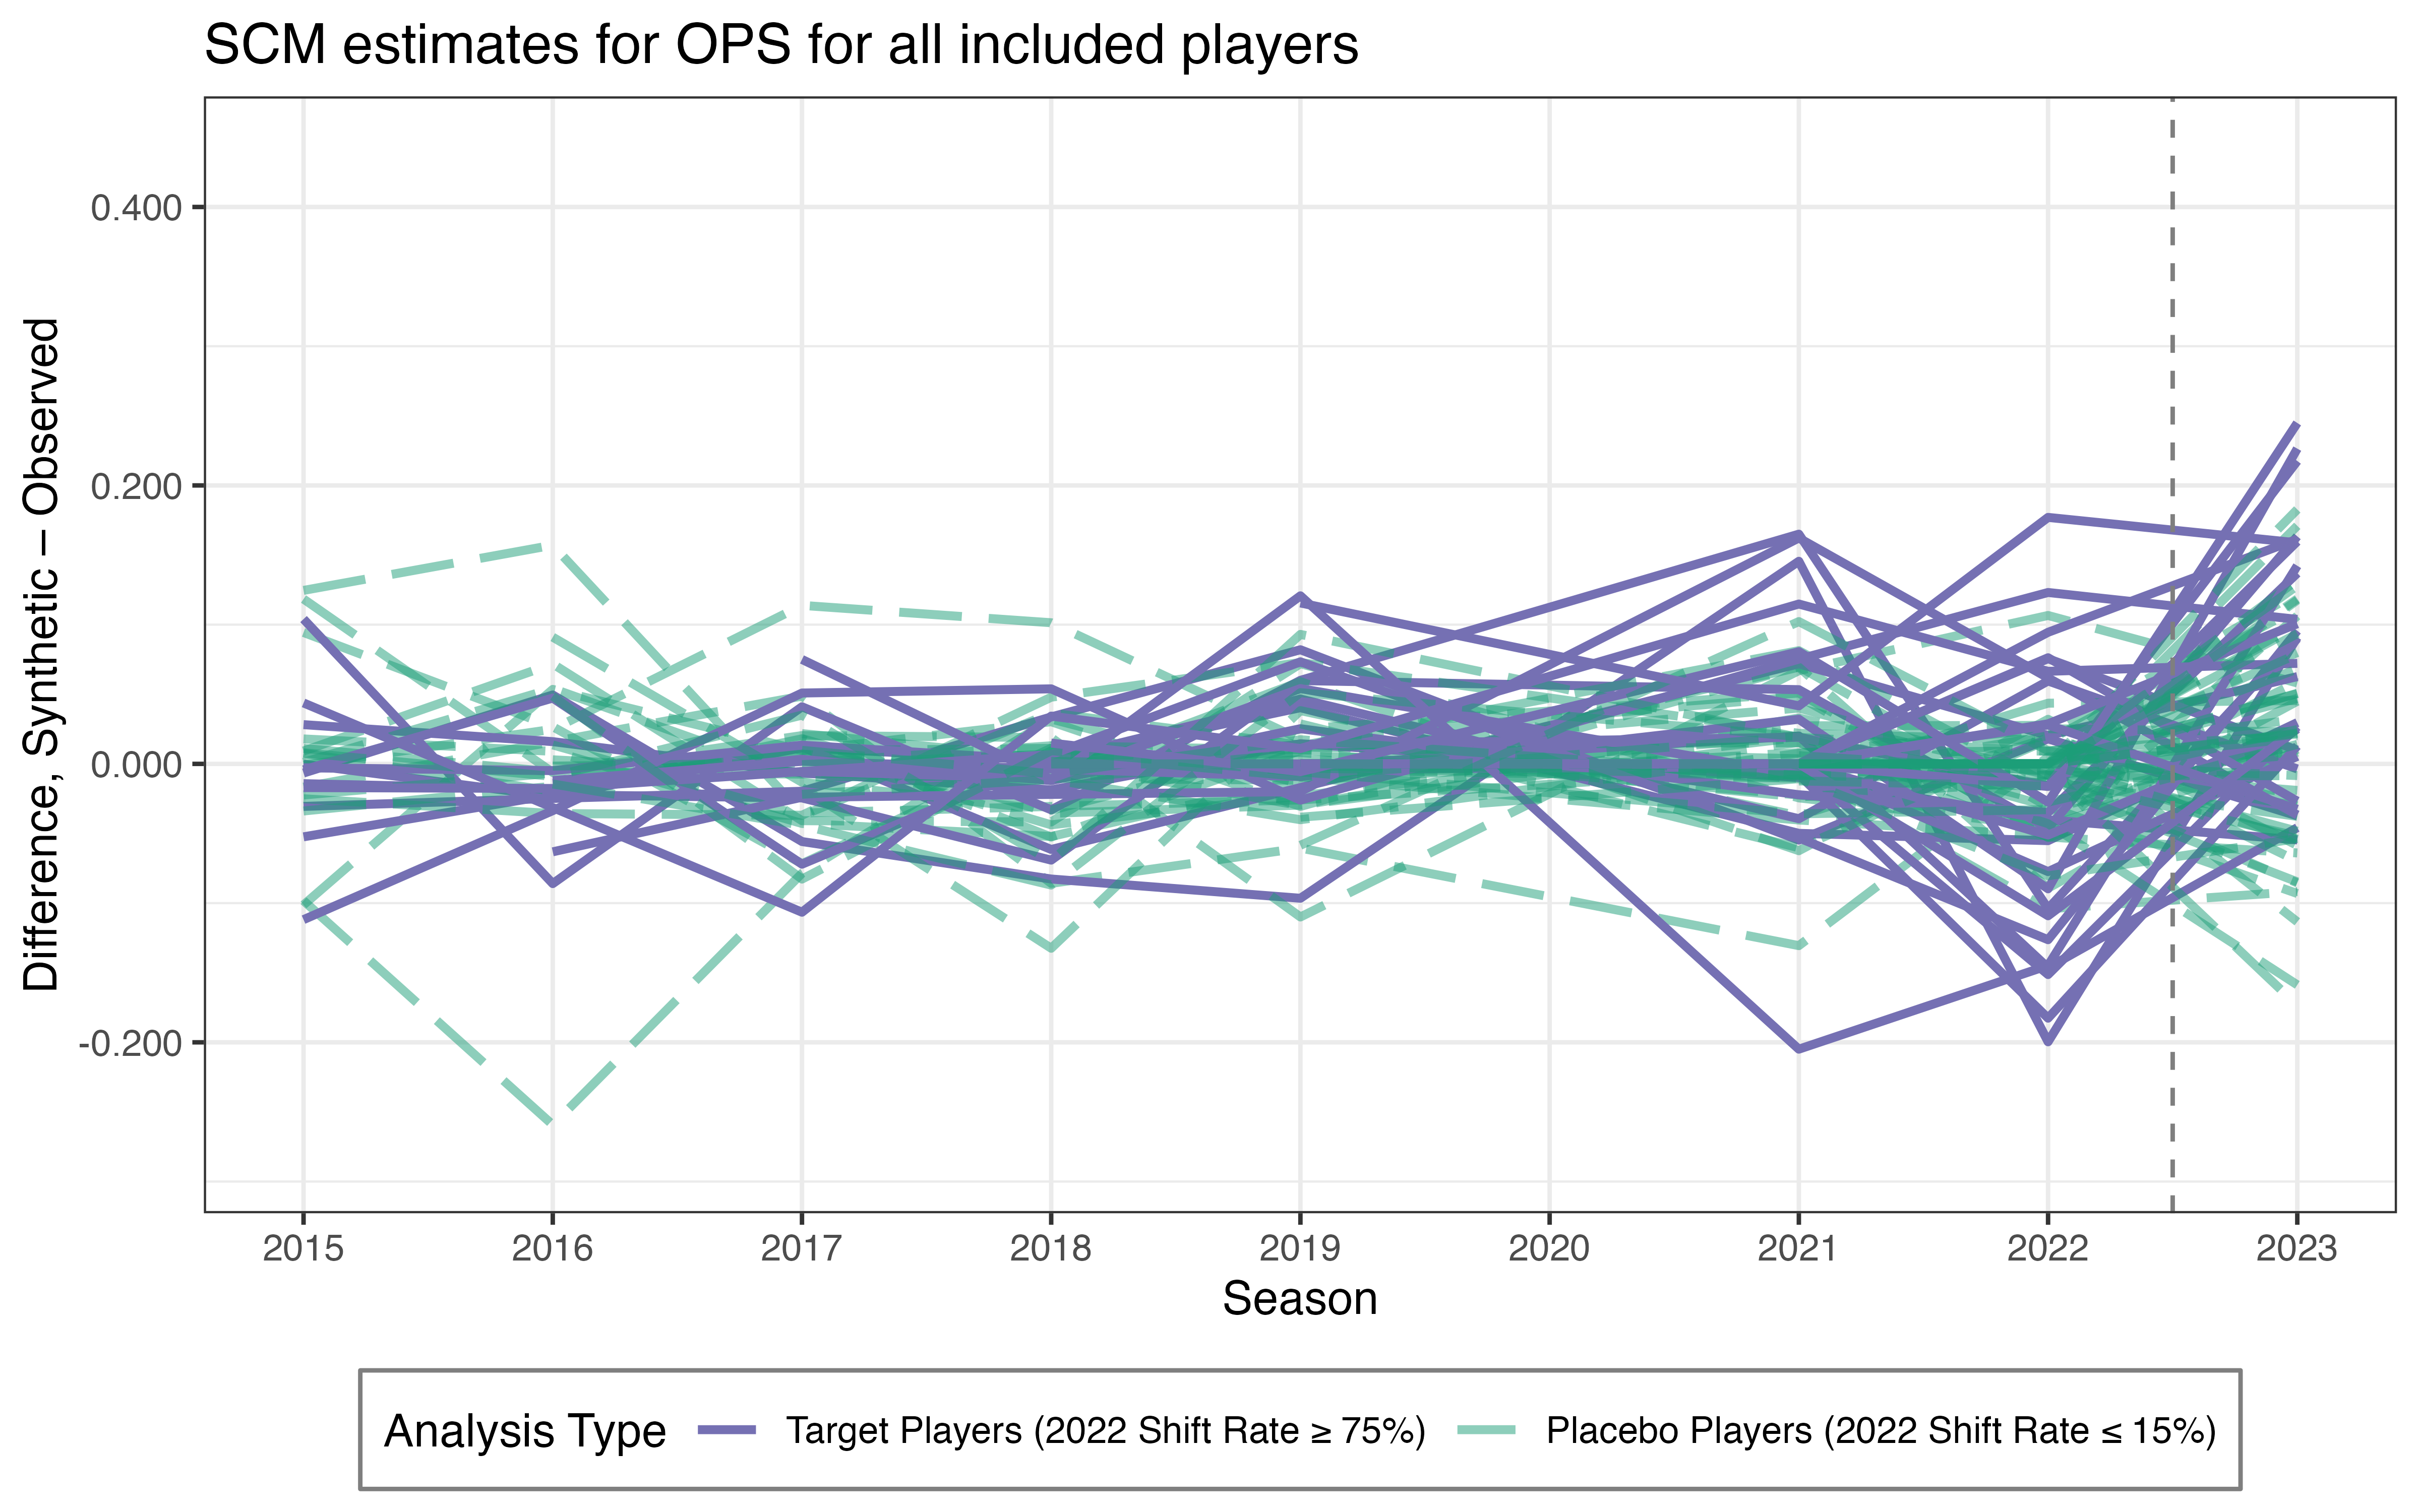 SCM estimates for OPS for all included players
Difference, Synthetic – Observed
0.400
0.200
0.000
-0.200
2015 2016 2017 2018 2019 2020 2021 2022 2023
Season
Analysis Type Target Players (2022 Shift Rate ≥ 75%) Placebo Players (2022 Shift Rate ≤ 15%)